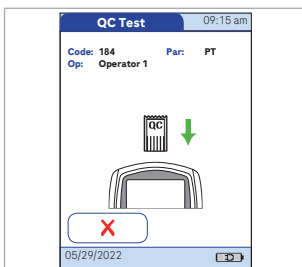 QC Test 09:15 am
Code: 184 Par: PT
Op: Operator 1
QC
05/29/2022